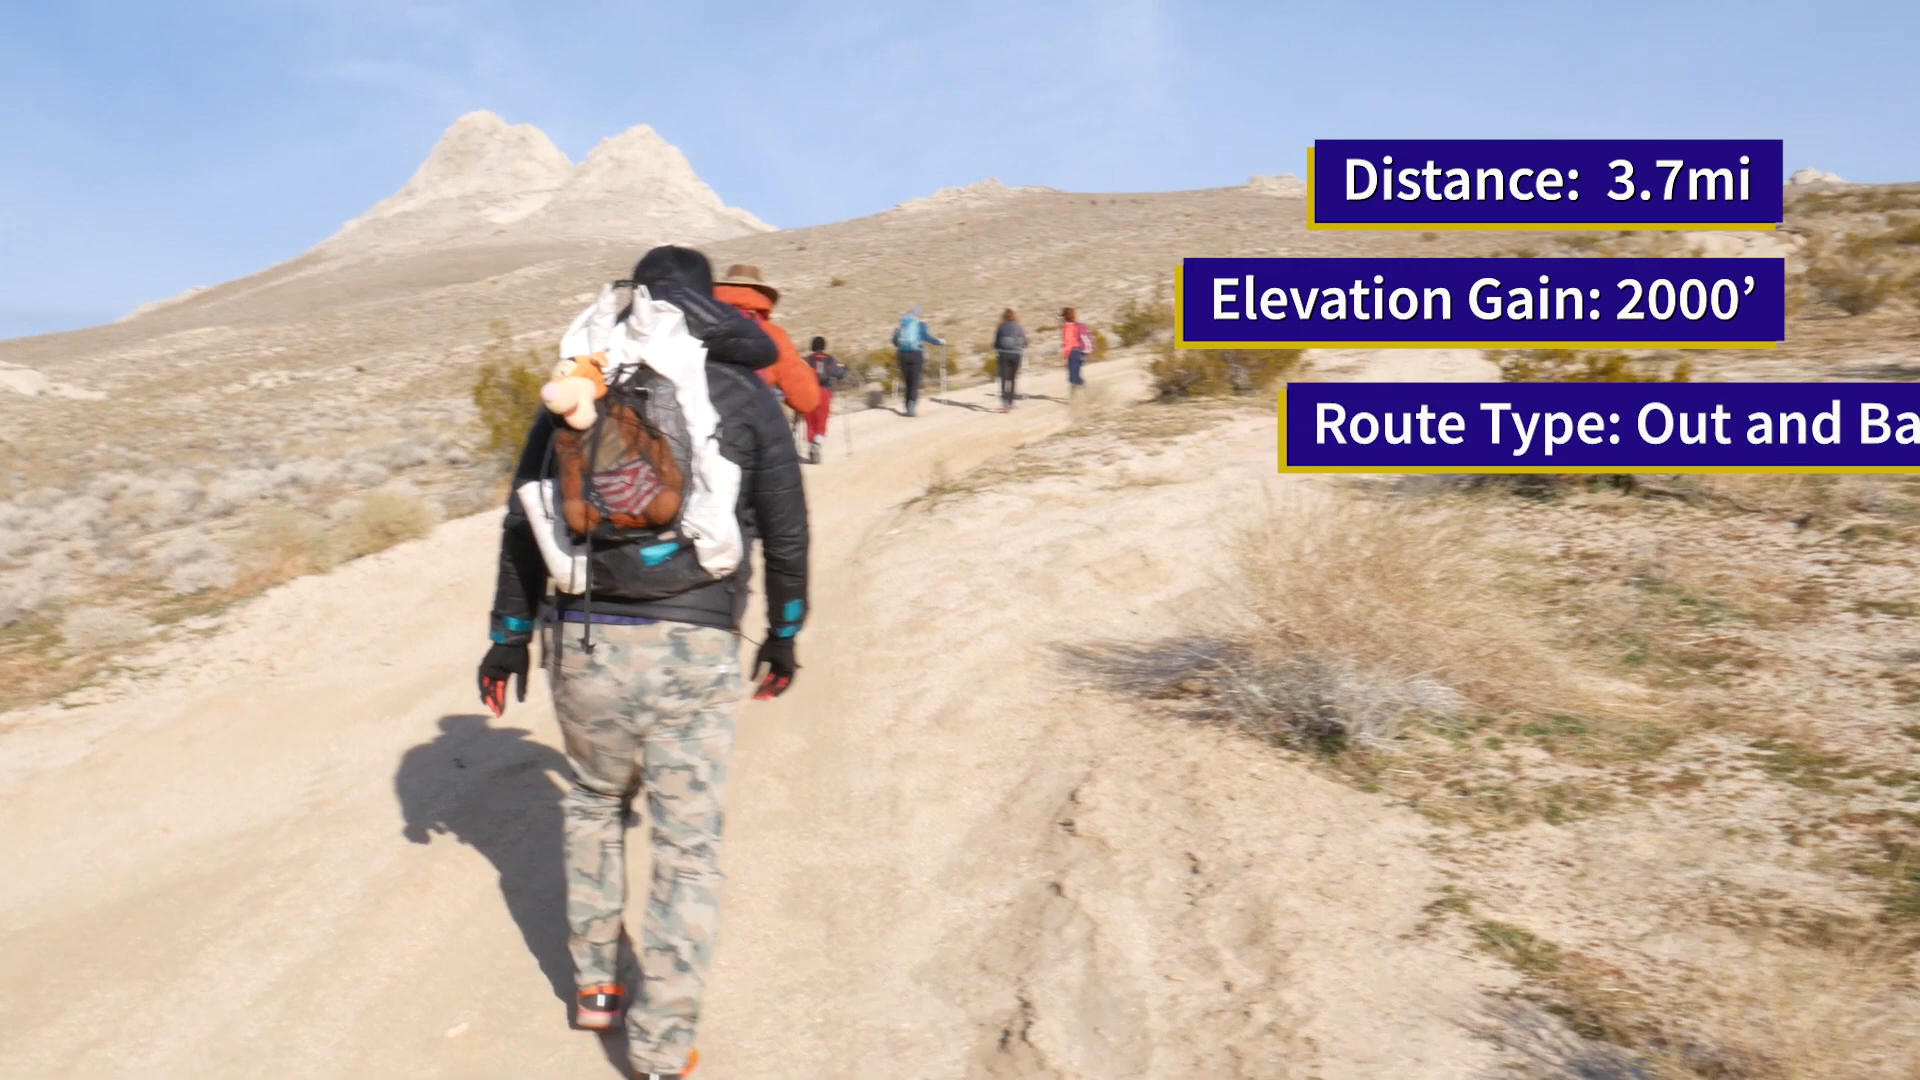 Distance: 3.7mi
Elevation Gain: 2000’
Route Type: Out and Ba